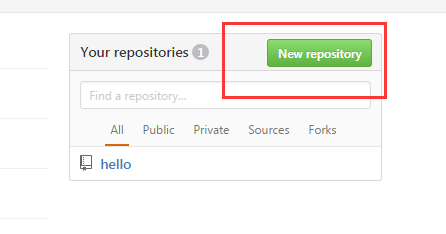 Your repositories 1 New repository
Find a repository...
All Public Private Sources Forks
hello